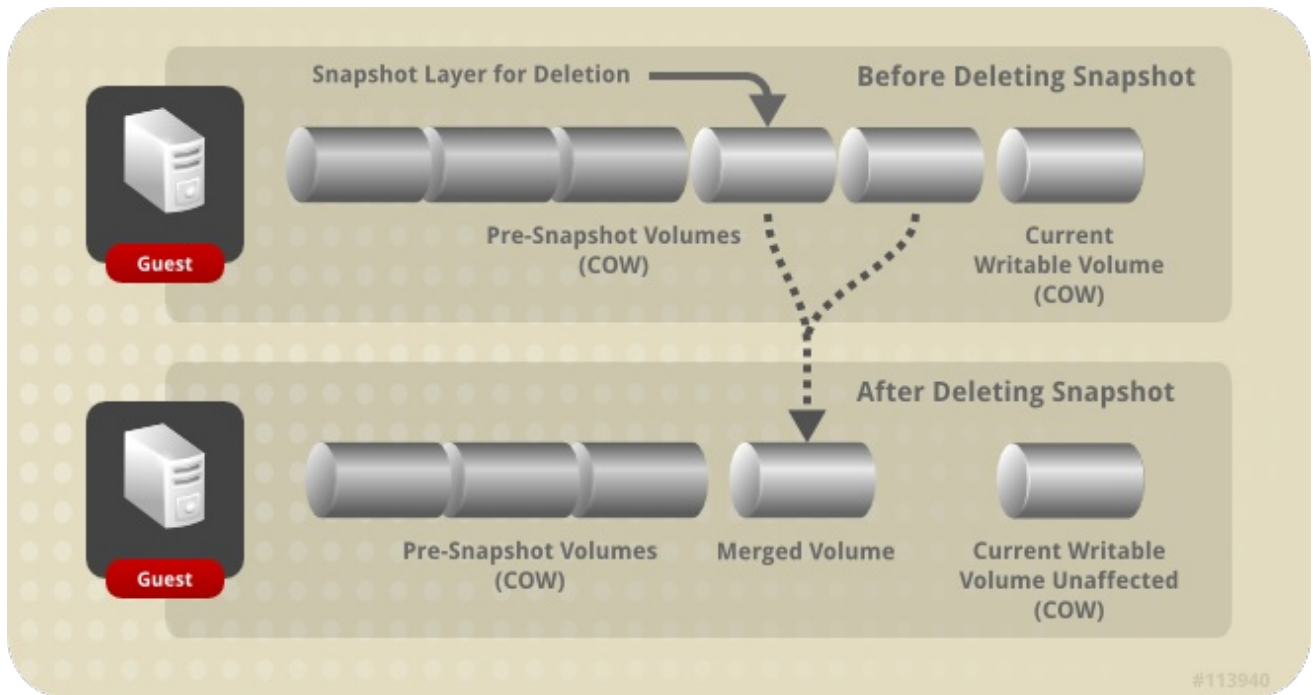 Snapshot Layer for Deletion
Before Deleting Snapshot
Guest
Pre-Snapshot Volumes
(COW)
Current
Writable Volume
(COW)
After Deleting Snapshot
Guest
Pre-Snapshot Volumes
(COW)
Merged Volume
Current Writable
Volume Unaffected
(COW)
#113940